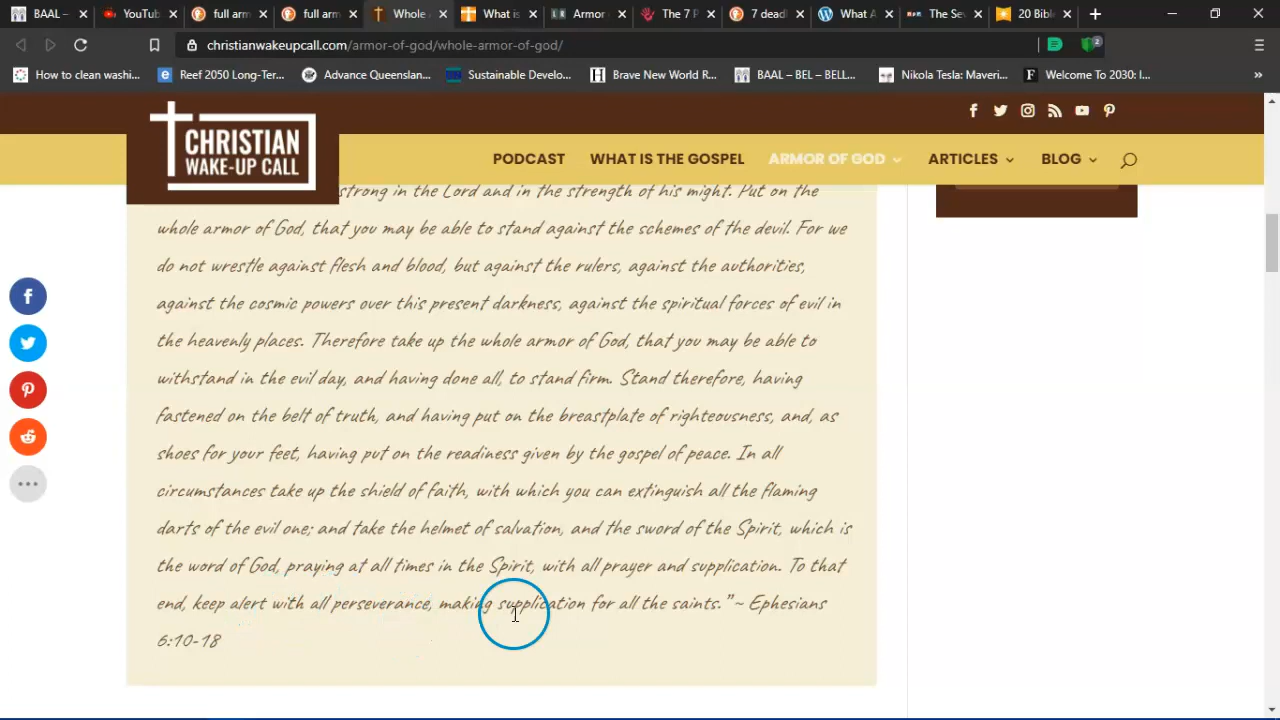 BAAL –
YouTub
full arm
full arm
Whole
What is
Armor
The 7 P
7 dead
What A
The Se
20 Bibl
christianwakeupcall.com/armor-of-god/whole-armor-of-god/
2
How to clean washi...
Reef 2050 Long-Ter...
Advance Queenslan...
Sustainable Develo...
Brave New World R...
BAAL – BEL – BELL...
Nikola Tesla: Maveri...
Welcome To 2030: I...
CHRISTIAN
WAKE-UP CALL
PODCAST
WHAT IS THE GOSPEL
ARMOR OF GOD
ARTICLES
BLOG
strong in the Lord and in the strength of his might. Put on the
whole armor of God, that you may be able to stand against the schemes of the devil. For we
do not wrestle against flesh and blood, but against the rulers, against the authorities,
against the cosmic powers over this present darkness, against the spiritual forces of evil in
the heavenly places. Therefore take up the whole armor of God, that you may be able to
withstand in the evil day, and having done all, to stand firm. Stand therefore, having
fastened on the belt of truth, and having put on the breastplate of righteousness, and, as
shoes for your feet, having put on the readiness given by the gospel of peace. In all
circumstances take up the shield of faith, with which you can extinguish all the flaming
darts of the evil one; and take the helmet of salvation, and the sword of the Spirit, which is
the word of God, praying at all times in the Spirit, with all prayer and supplication. To that
end, keep alert with all perseverance, making supplication for all the saints.” ~ Ephesians
6:10-18